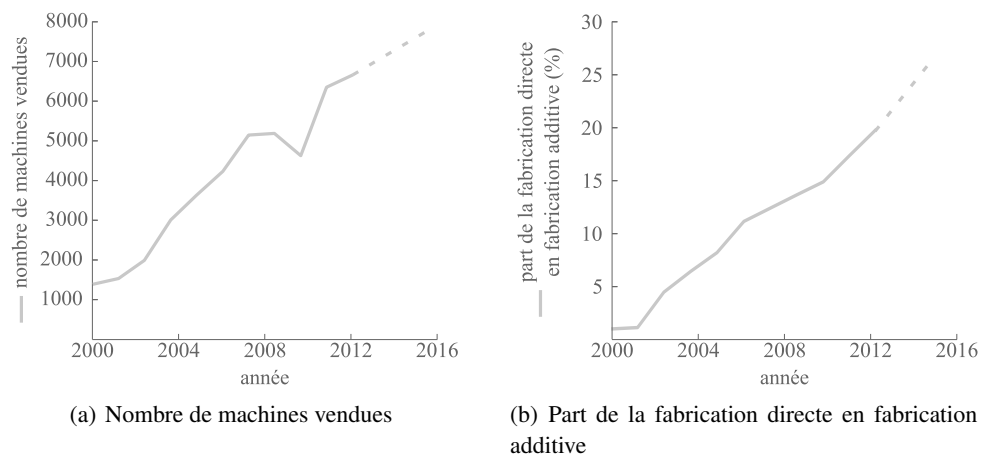 8000
7000
6000
5000
4000
3000
2000
1000
nombre de machines vendues
2000 2004 2008 2012 2016
année
(a) Nombre de machines vendues
30
25
20
15
10
5
part de la fabrication directe
en fabrication additive (%)
2000 2004 2008 2012 2016
année
(b) Part de la fabrication directe en fabrication
additive